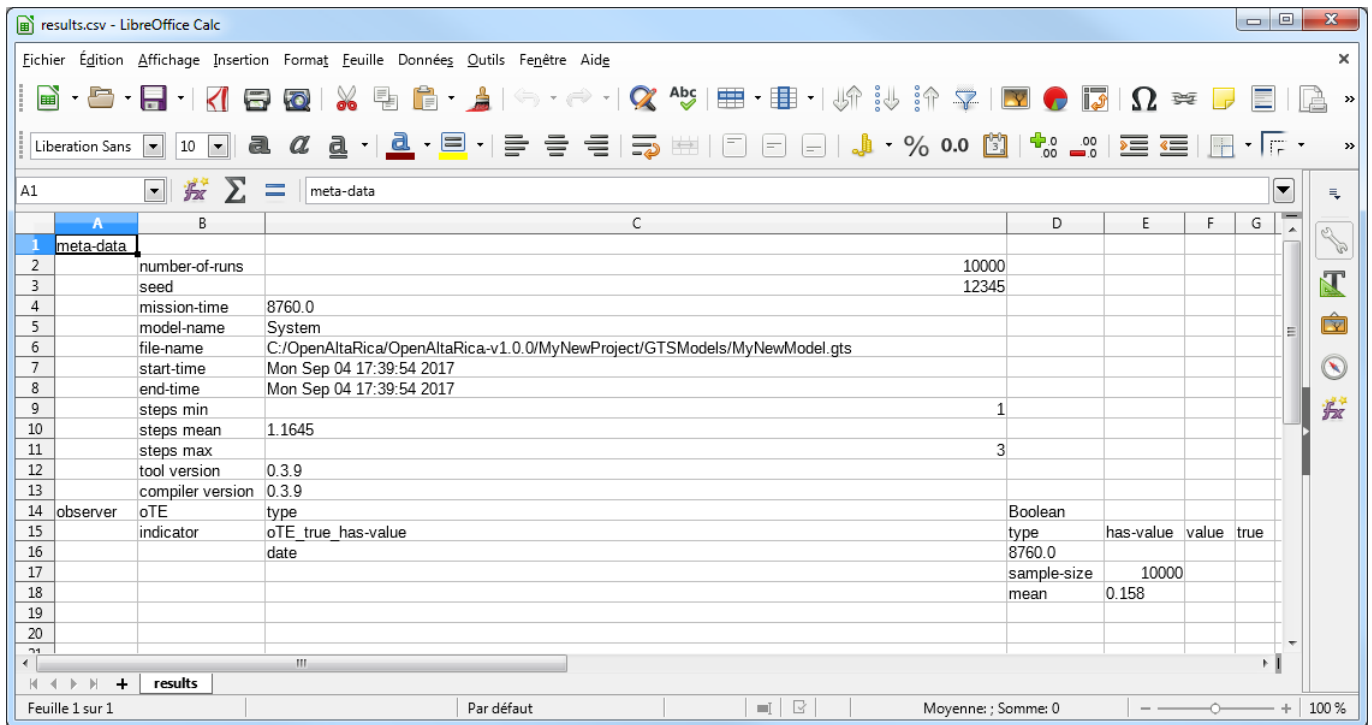 results.csv - LibreOffice Calc
Fichier Édition Affichage Insertion Format Feuille Données Outils Fenêtre Aide
Abc
Liberation Sans 10 a a a a % 0.0
A1 meta-data
A B C D E F G
1 meta-data
2 number-of-runs 10000
3 seed 12345
4 mission-time 8760.0
5 model-name System
6 file-name C:/OpenAltaRica/OpenAltaRica-v1.0.0/MyNewProject/GTSModels/MyNewModel.gts
7 start-time Mon Sep 04 17:39:54 2017
8 end-time Mon Sep 04 17:39:54 2017
9 steps min 1
10 steps mean 1.1645
11 steps max 3
12 tool version 0.3.9
13 compiler version 0.3.9
14 observer oTE type Boolean
15 indicator oTE_true_has-value type has-value value true
16 date 8760.0
17 sample-size 10000
18 mean 0.158
19
20
21
results
Feuille 1 sur 1 Par défaut Moyenne: ; Somme: 0 100 %